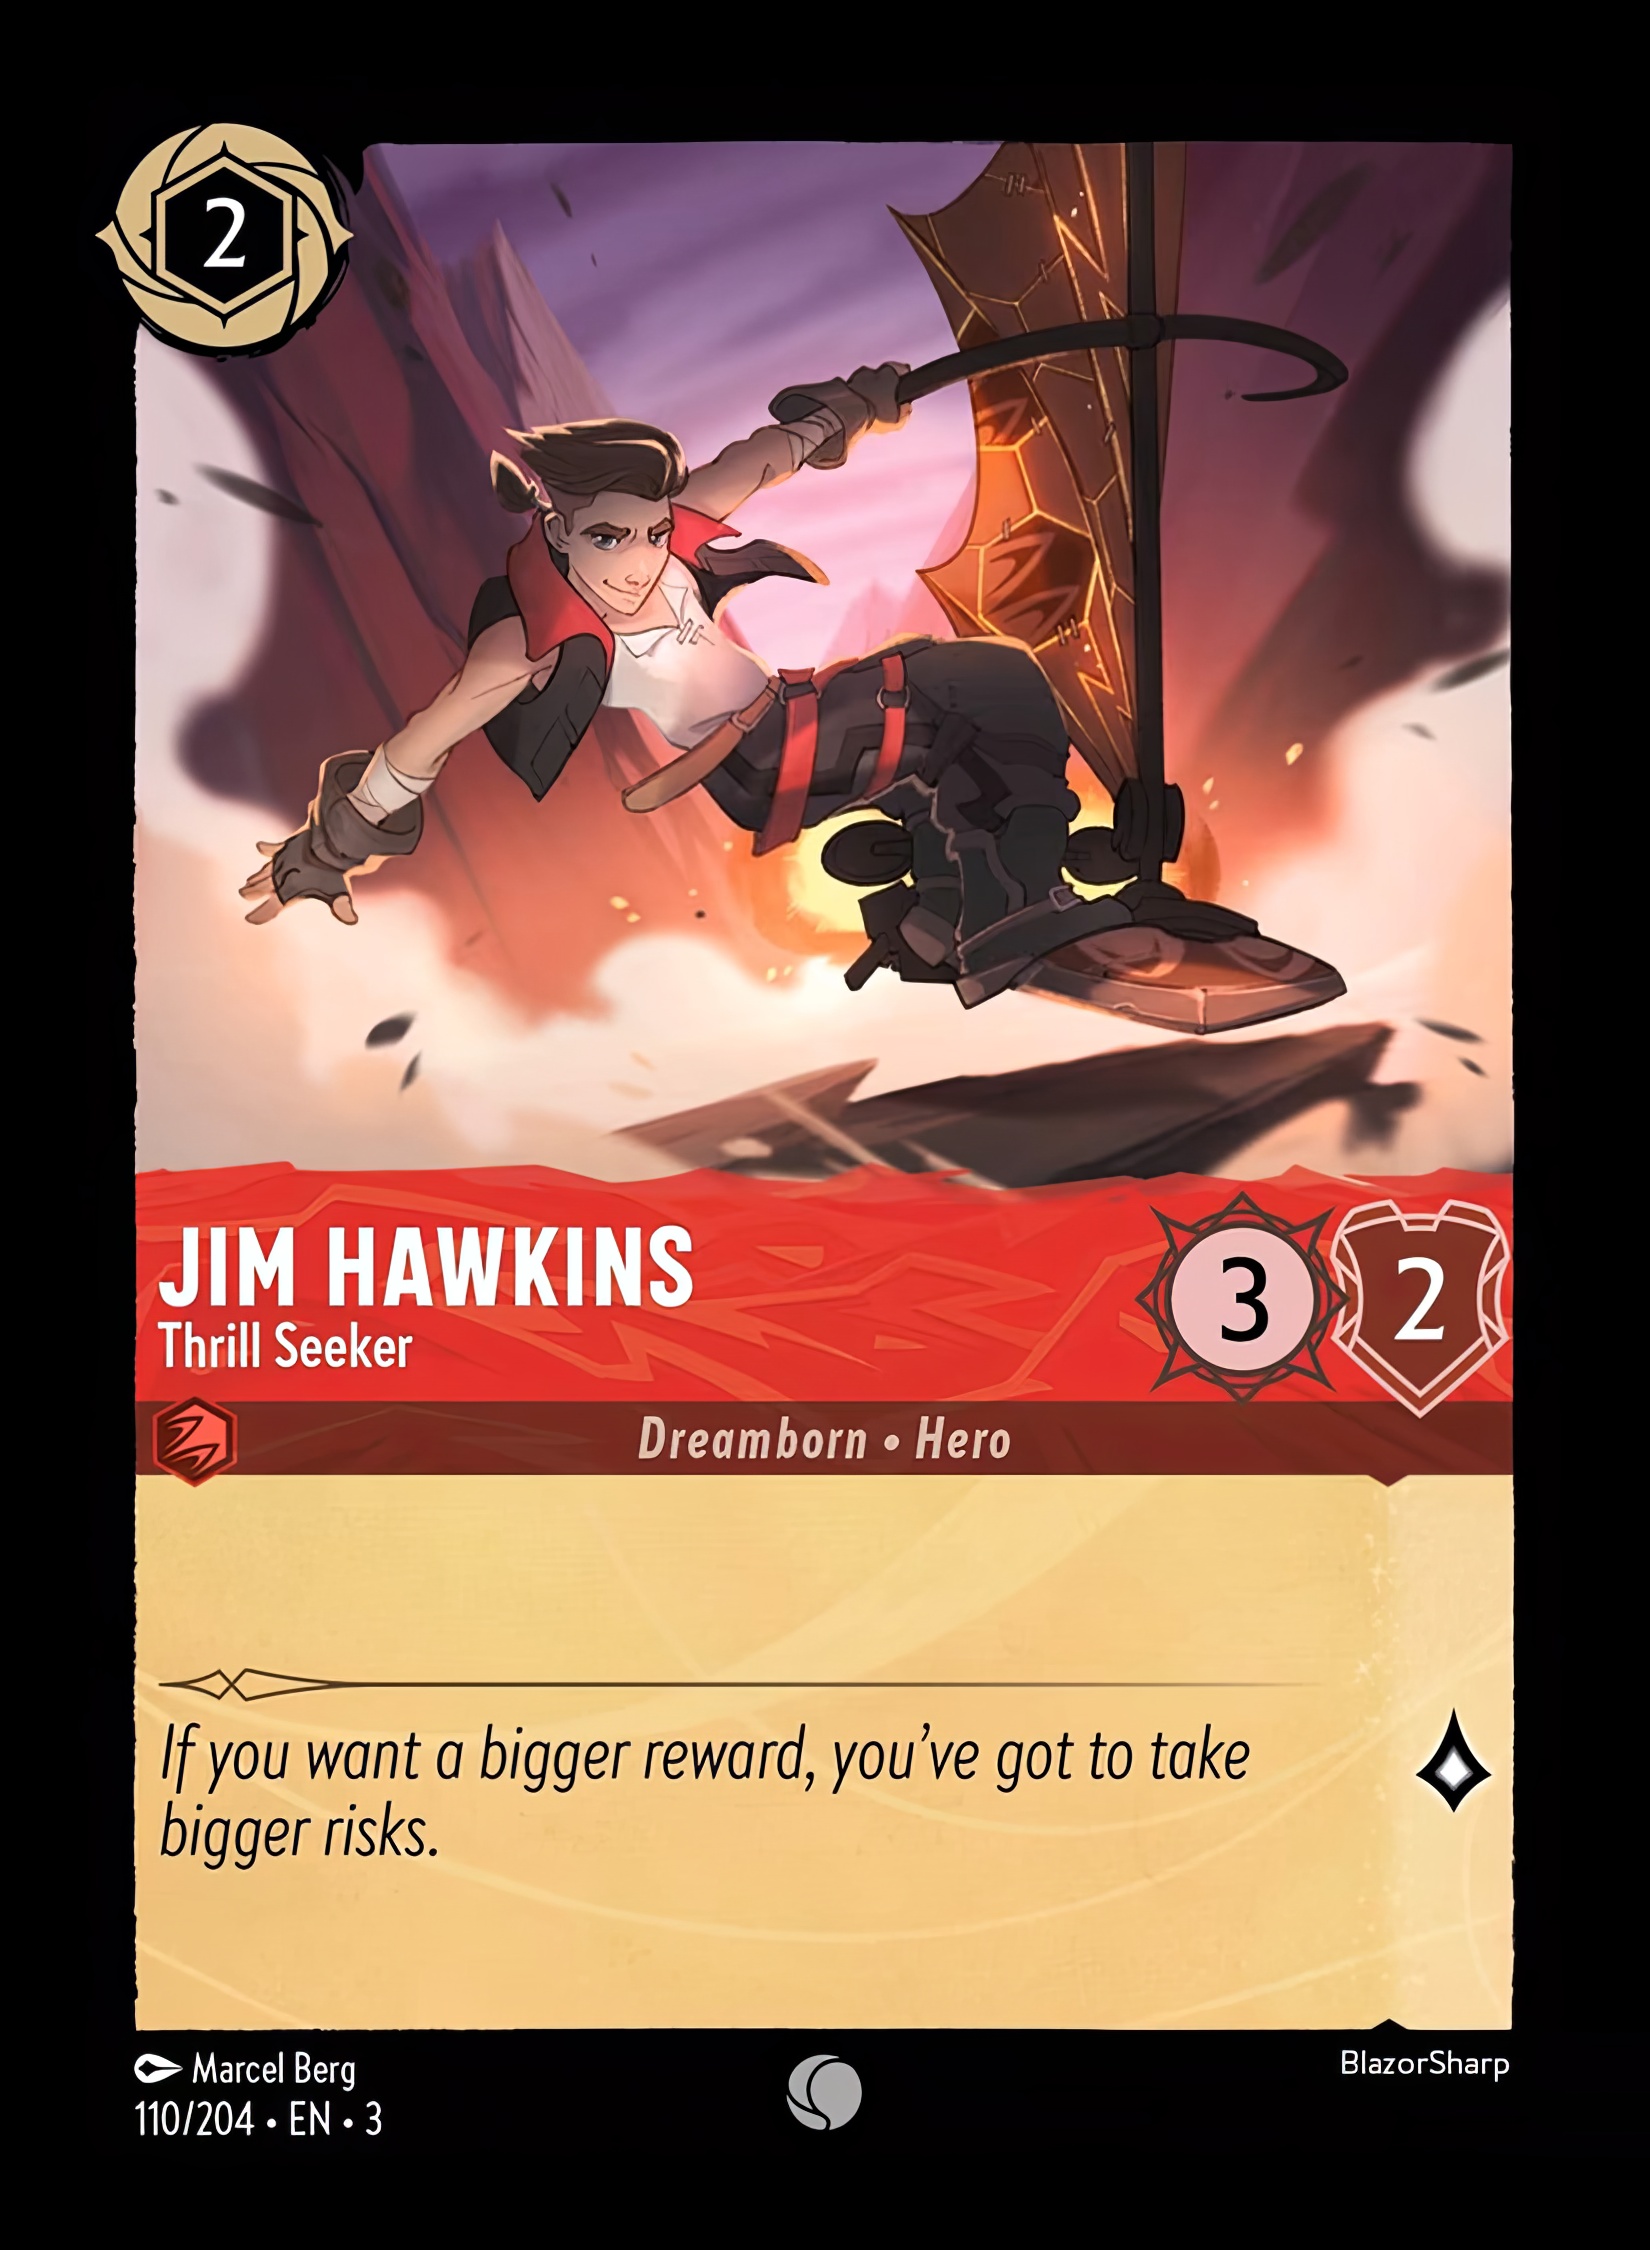 2
JIM HAWKINS
Thrill Seeker
3
2
Dreamborn • Hero
If you want a bigger reward, you’ve got to take
bigger risks.
Marcel Berg
BlazorSharp
110/204 • EN • 3